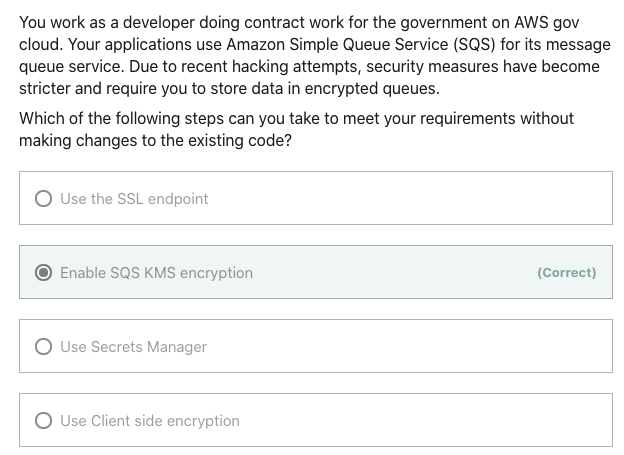 You work as a developer doing contract work for the government on AWS gov
cloud. Your applications use Amazon Simple Queue Service (SQS) for its message
queue service. Due to recent hacking attempts, security measures have become
stricter and require you to store data in encrypted queues.
Which of the following steps can you take to meet your requirements without
making changes to the existing code?
Use the SSL endpoint
Enable SQS KMS encryption (Correct)
Use Secrets Manager
Use Client side encryption